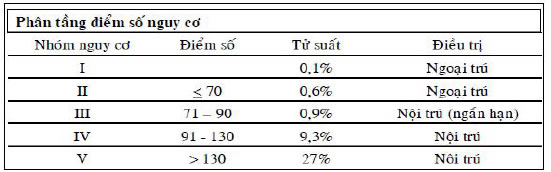 Phân tầng điểm số nguy cơ
Nhóm nguy cơ Điểm số Tử suất Điều trị
I 0,1% Ngoại trú
II ≤ 70 0,6% Ngoại trú
III 71 – 90 0,9% Nội trú (ngắn hạn)
IV 91 - 130 9,3% Nội trú
V > 130 27% Nôi trú